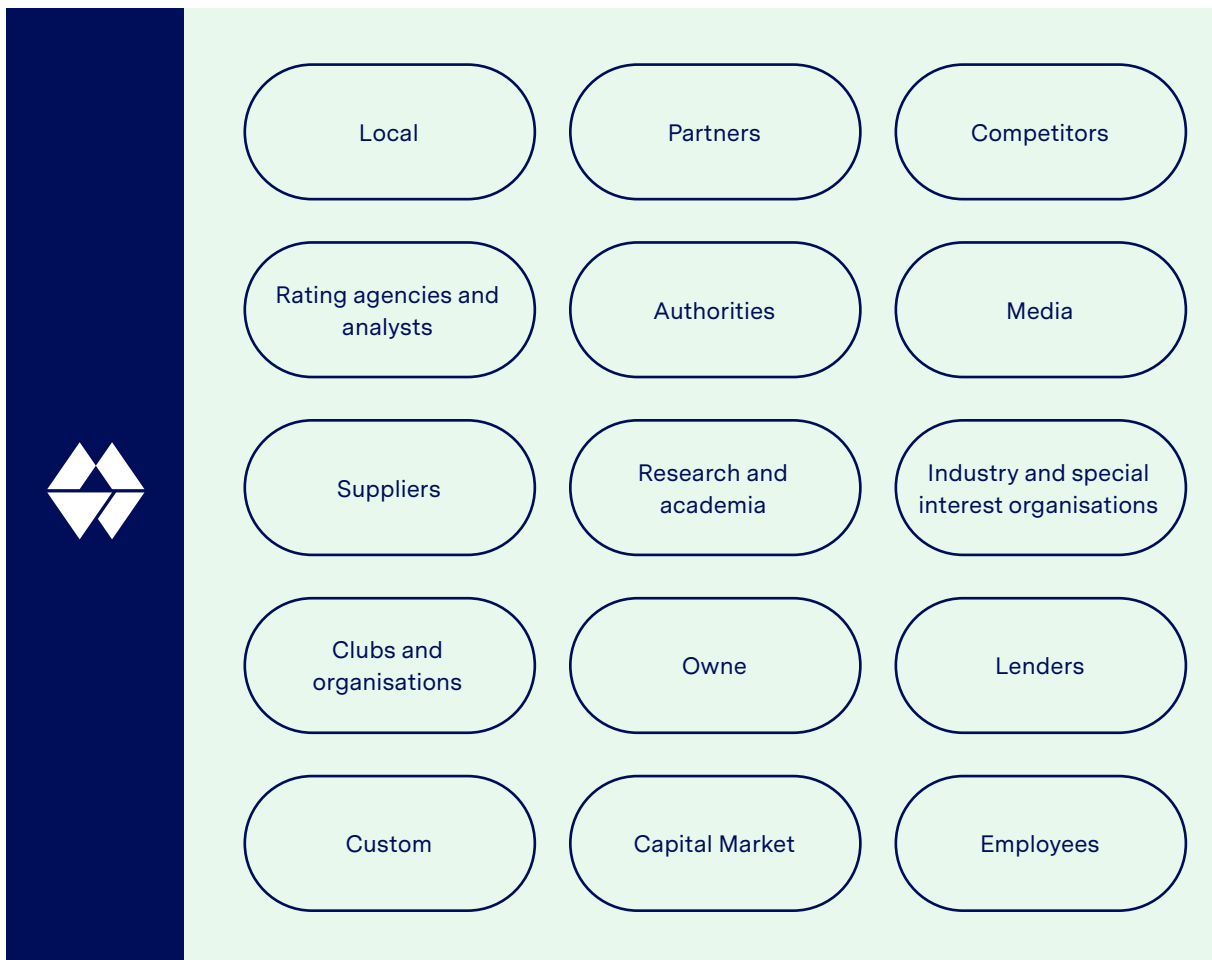 Local
Partners
Competitors
Rating agencies and
analysts
Authorities
Media
Suppliers
Research and
academia
Industry and special
interest organisations
Clubs and
organisations
Owne
Lenders
Custom
Capital Market
Employees